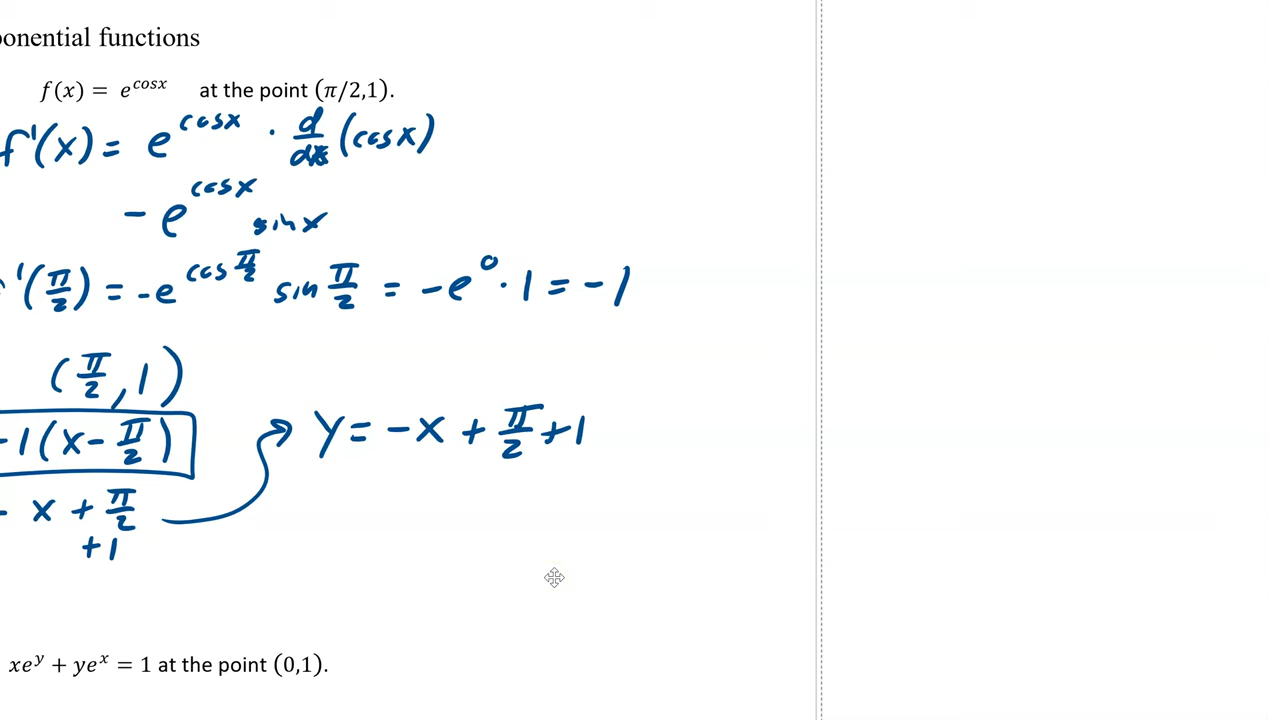 ponential functions
f(x) = e^{cosx} at the point (π/2,1).
f'(x) = e^{cosx} · d/dx (cosx)
- e^{cosx} sinx
'(π/2) = -e^{cos π/2} sin π/2 = -e^0 · 1 = -1
(π/2, 1)
-1(x - π/2)
y = -x + π/2 + 1
- x + π/2
+1
xe^y + ye^x = 1 at the point (0,1).